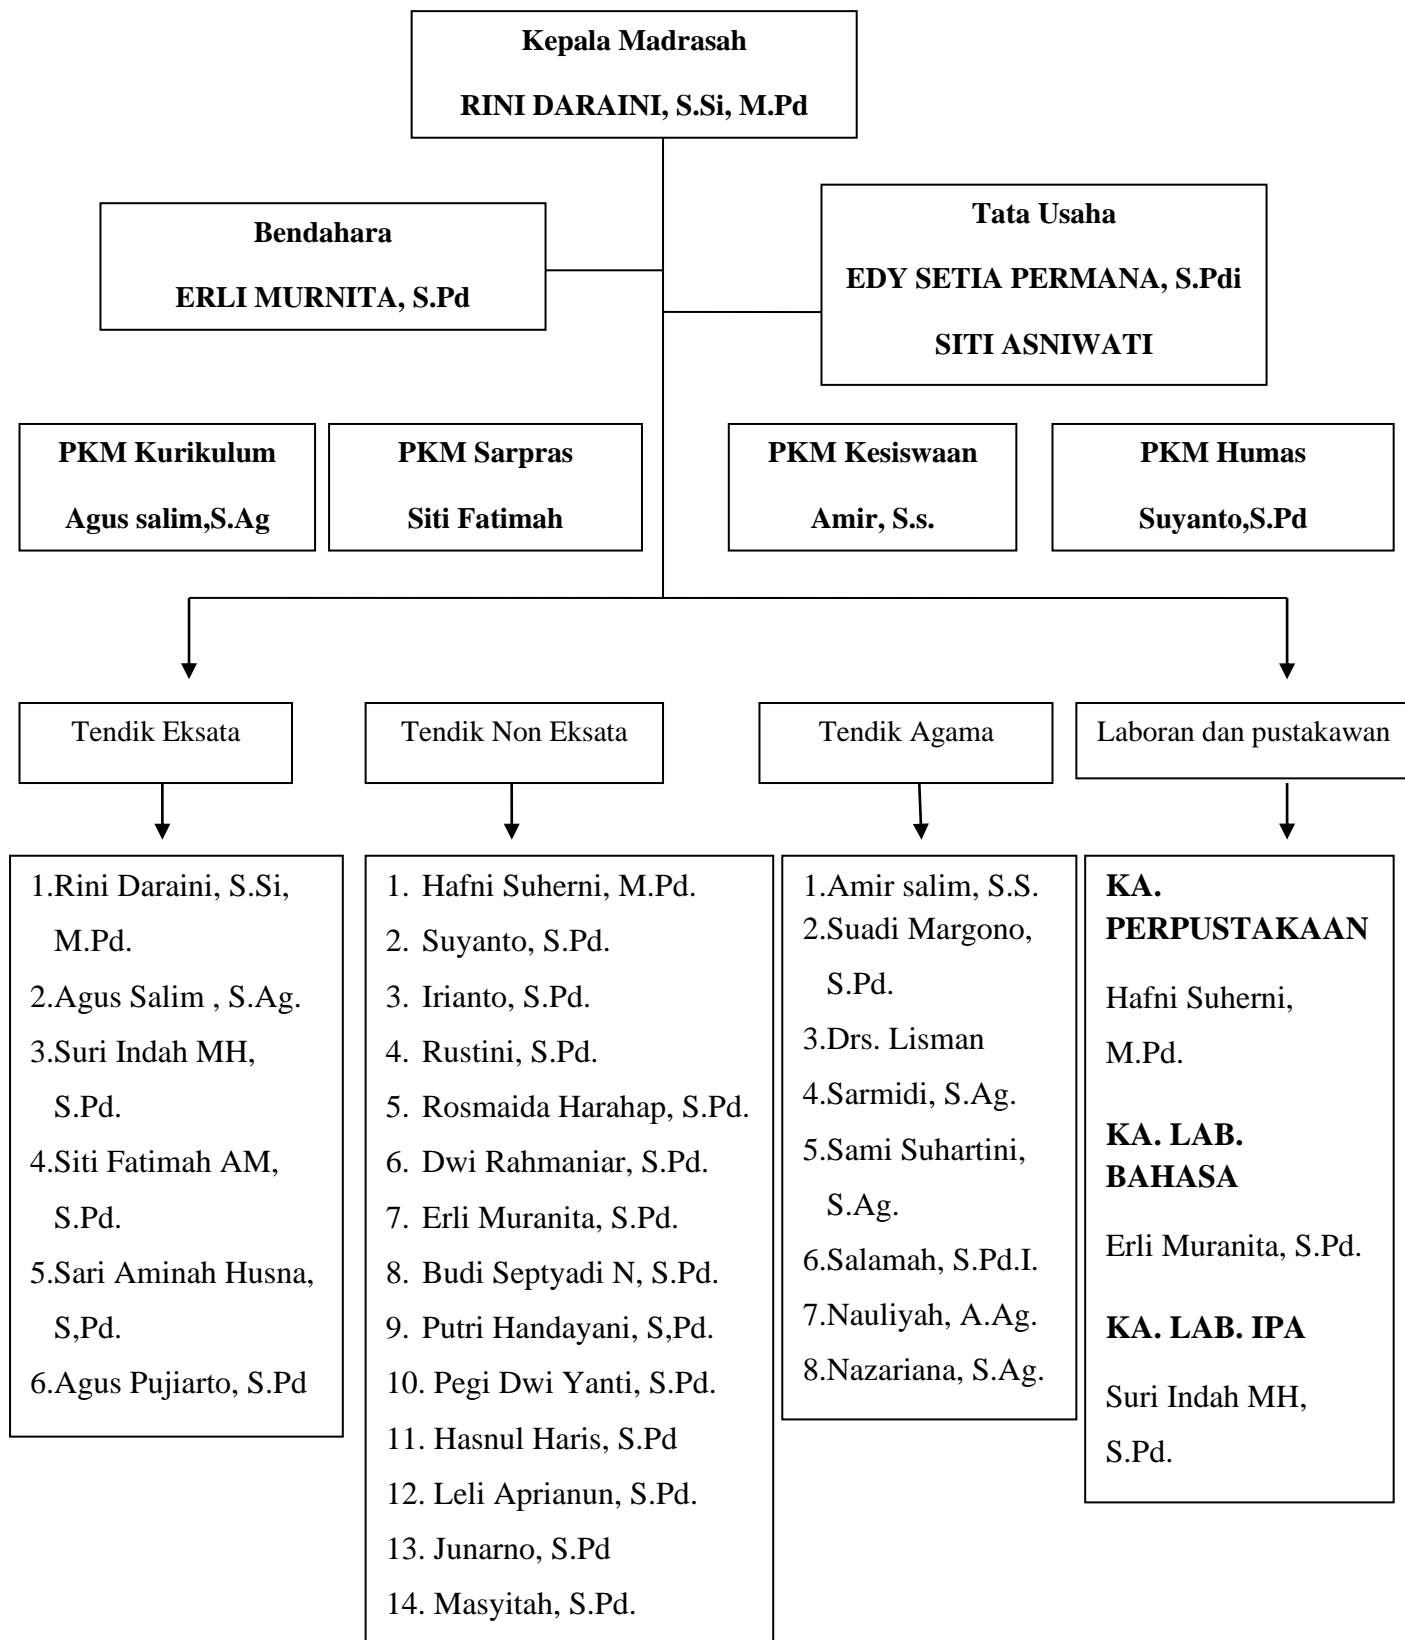 Kepala Madrasah
RINI DARAINI, S.Si, M.Pd
Bendahara
ERLI MURNITA, S.Pd
Tata Usaha
EDY SETIA PERMANA, S.Pdi
SITI ASNIWATI
PKM Kurikulum
Agus salim,S.Ag
PKM Sarpras
Siti Fatimah
PKM Kesiswaan
Amir, S.s.
PKM Humas
Suyanto,S.Pd
Tendik Eksata
Tendik Non Eksata
Tendik Agama
Laboran dan pustakawan
1.Rini Daraini, S.Si,
M.Pd.
2.Agus Salim , S.Ag.
3.Suri Indah MH,
S.Pd.
4.Siti Fatimah AM,
S.Pd.
5.Sari Aminah Husna,
S,Pd.
6.Agus Pujiarto, S.Pd
1. Hafni Suherni, M.Pd.
2. Suyanto, S.Pd.
3. Irianto, S.Pd.
4. Rustini, S.Pd.
5. Rosmaida Harahap, S.Pd.
6. Dwi Rahmaniar, S.Pd.
7. Erli Muranita, S.Pd.
8. Budi Septyadi N, S.Pd.
9. Putri Handayani, S,Pd.
10. Pegi Dwi Yanti, S.Pd.
11. Hasnul Haris, S.Pd
12. Leli Aprianun, S.Pd.
13. Junarno, S.Pd
14. Masyitah, S.Pd.
1.Amir salim, S.S.
2.Suadi Margono,
S.Pd.
3.Drs. Lisman
4.Sarmidi, S.Ag.
5.Sami Suhartini,
S.Ag.
6.Salamah, S.Pd.I.
7.Nauliyah, A.Ag.
8.Nazariana, S.Ag.
KA.
PERPUSTAKAAN
Hafni Suherni,
M.Pd.
KA. LAB.
BAHASA
Erli Muranita, S.Pd.
KA. LAB. IPA
Suri Indah MH,
S.Pd.